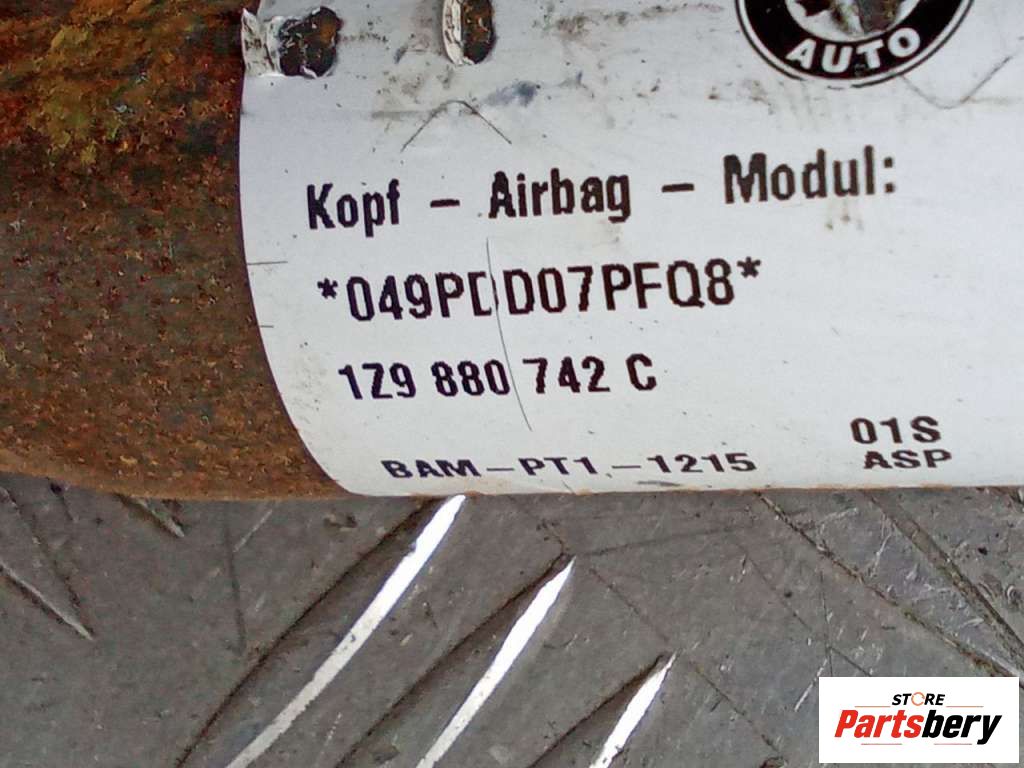 AUTO
Kopf - Airbag - Modul:
*049PDD07PFQ8*
1Z9 880 742 C
01S
BAM-PT1-1215 ASP
STORE
Partsbery